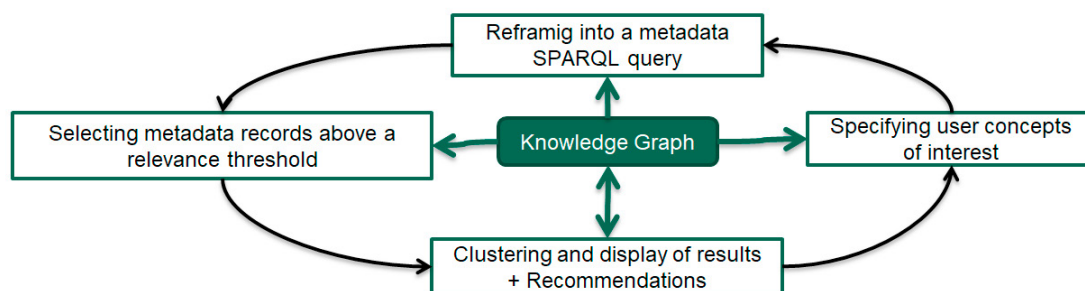 Reframig into a metadata
SPARQL query
Selecting metadata records above a
relevance threshold
Knowledge Graph
Specifying user concepts
of interest
Clustering and display of results
+ Recommendations